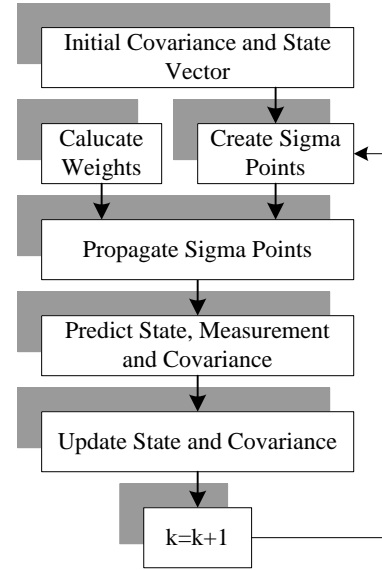 Initial Covariance and State
Vector
Calucate
Weights
Create Sigma
Points
Propagate Sigma Points
Predict State, Measurement
and Covariance
Update State and Covariance
k=k+1